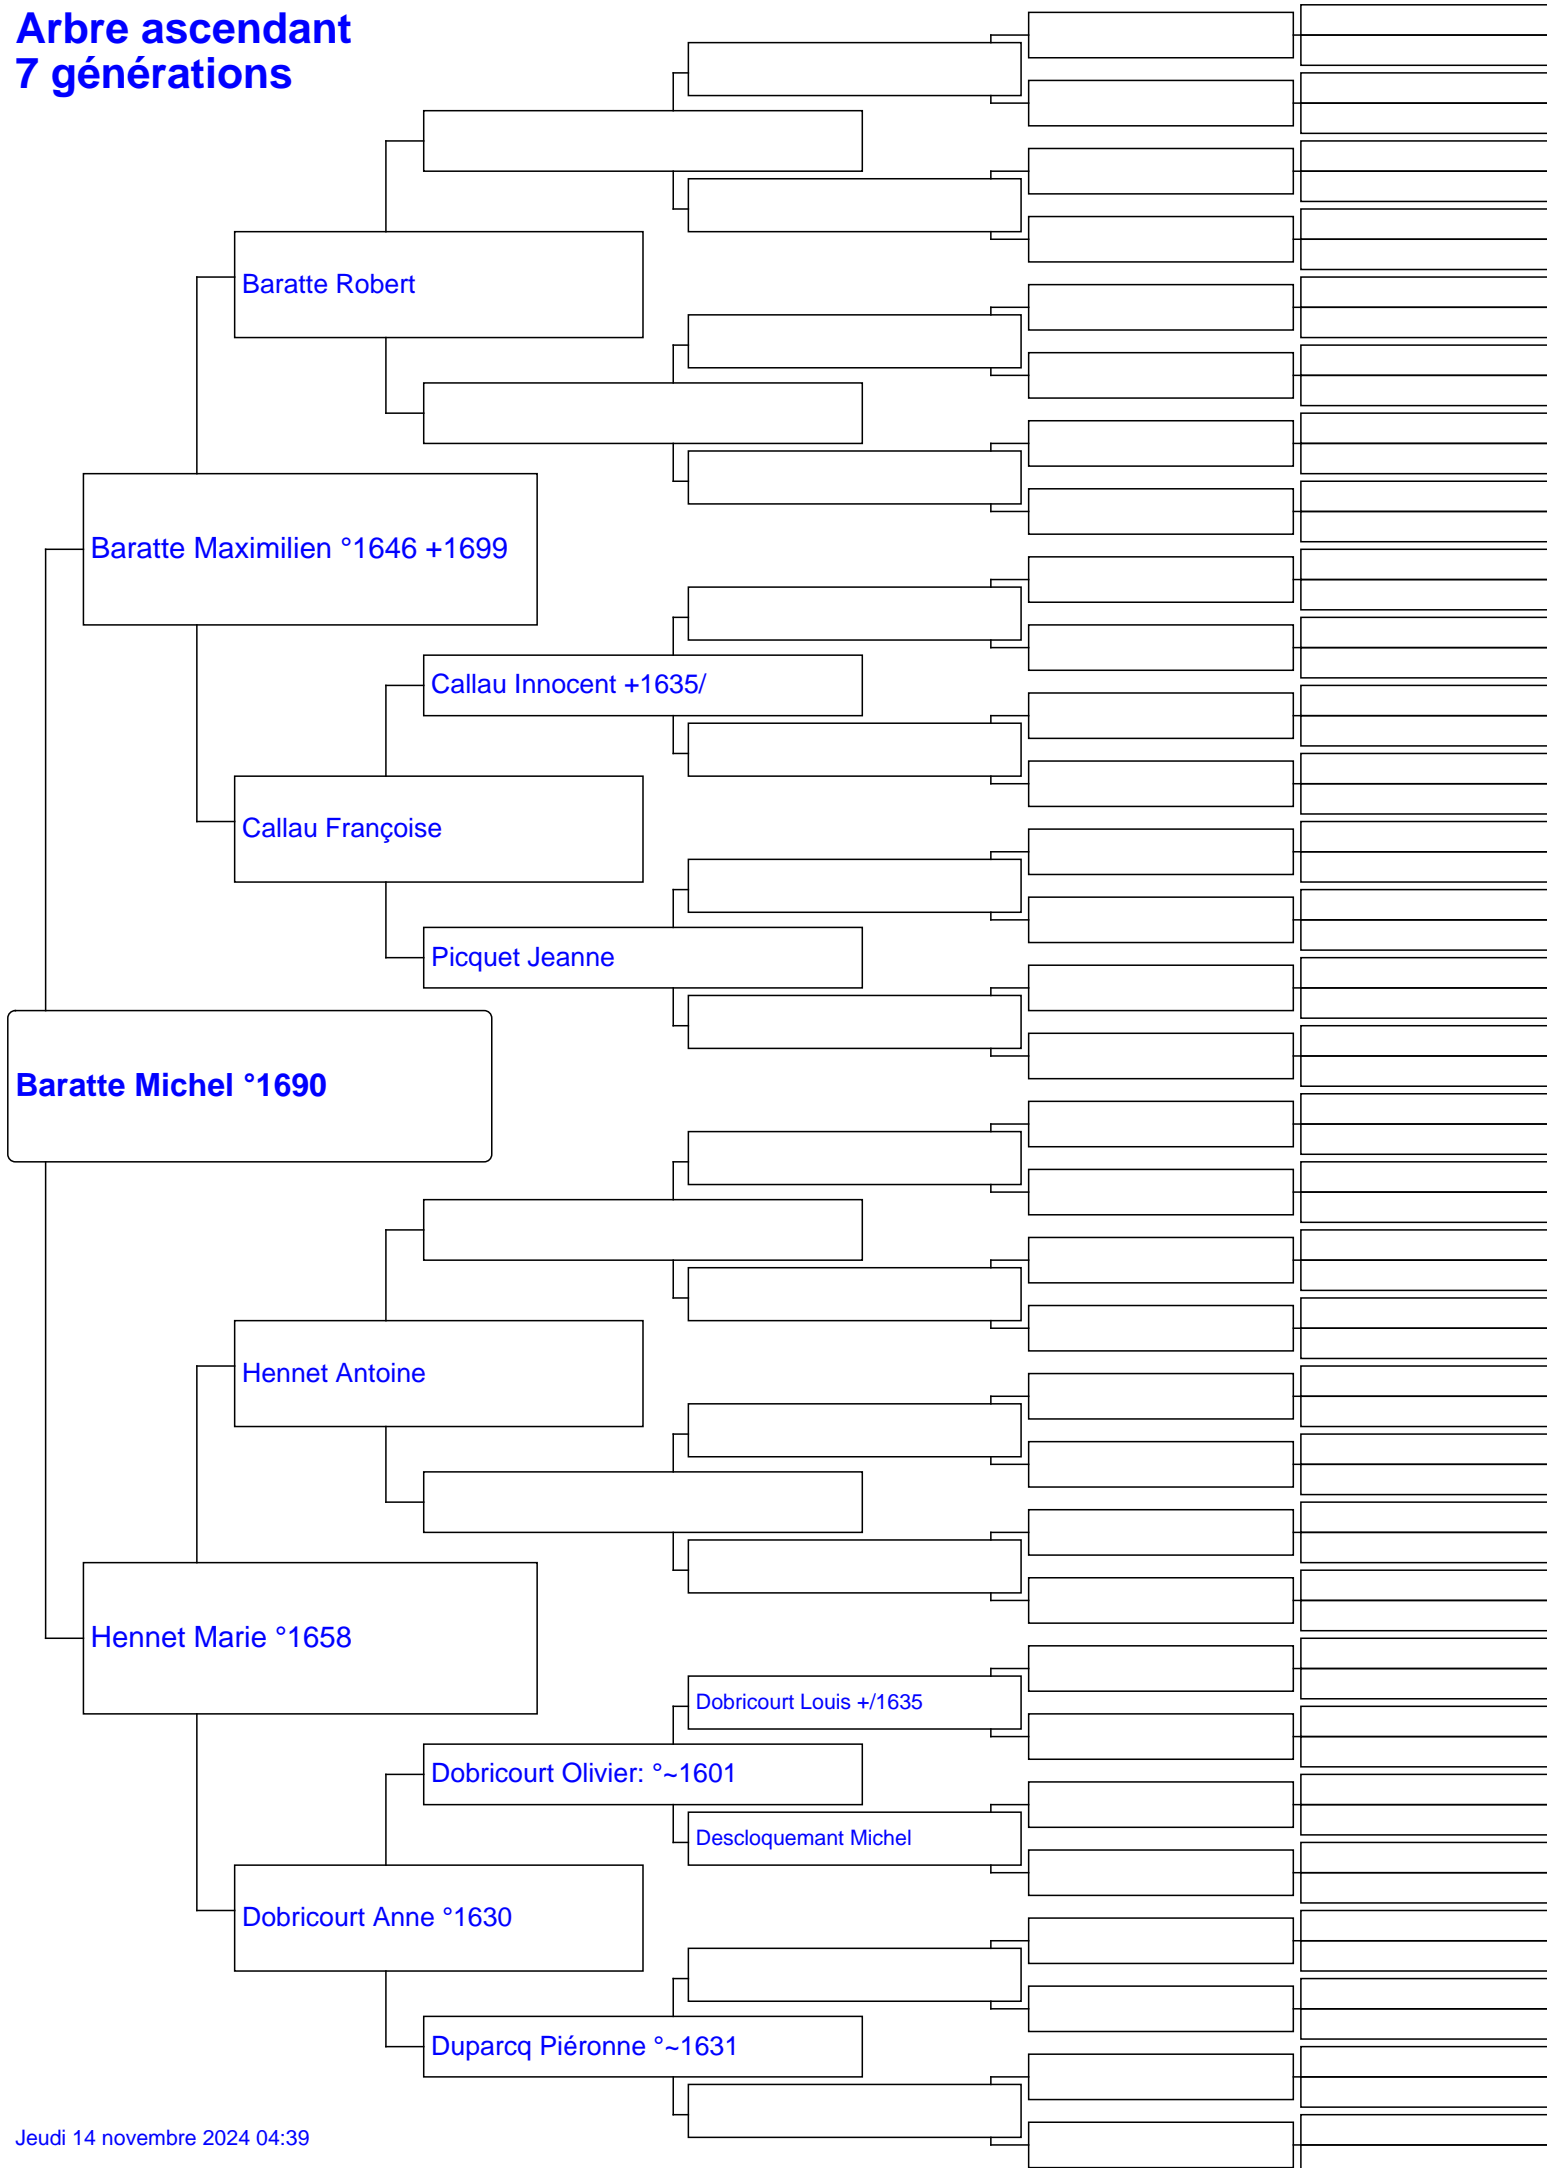 Arbre ascendant
7 générations
Baratte Robert
Baratte Maximilien °1646 +1699
Callau Innocent +1635/
Callau Françoise
Picquet Jeanne
Baratte Michel °1690
Hennet Antoine
Hennet Marie °1658
Dobricourt Louis +/1635
Dobricourt Olivier: °~1601
Descloquemant Michel
Dobricourt Anne °1630
Duparcq Piéronne °~1631
Jeudi 14 novembre 2024 04:39